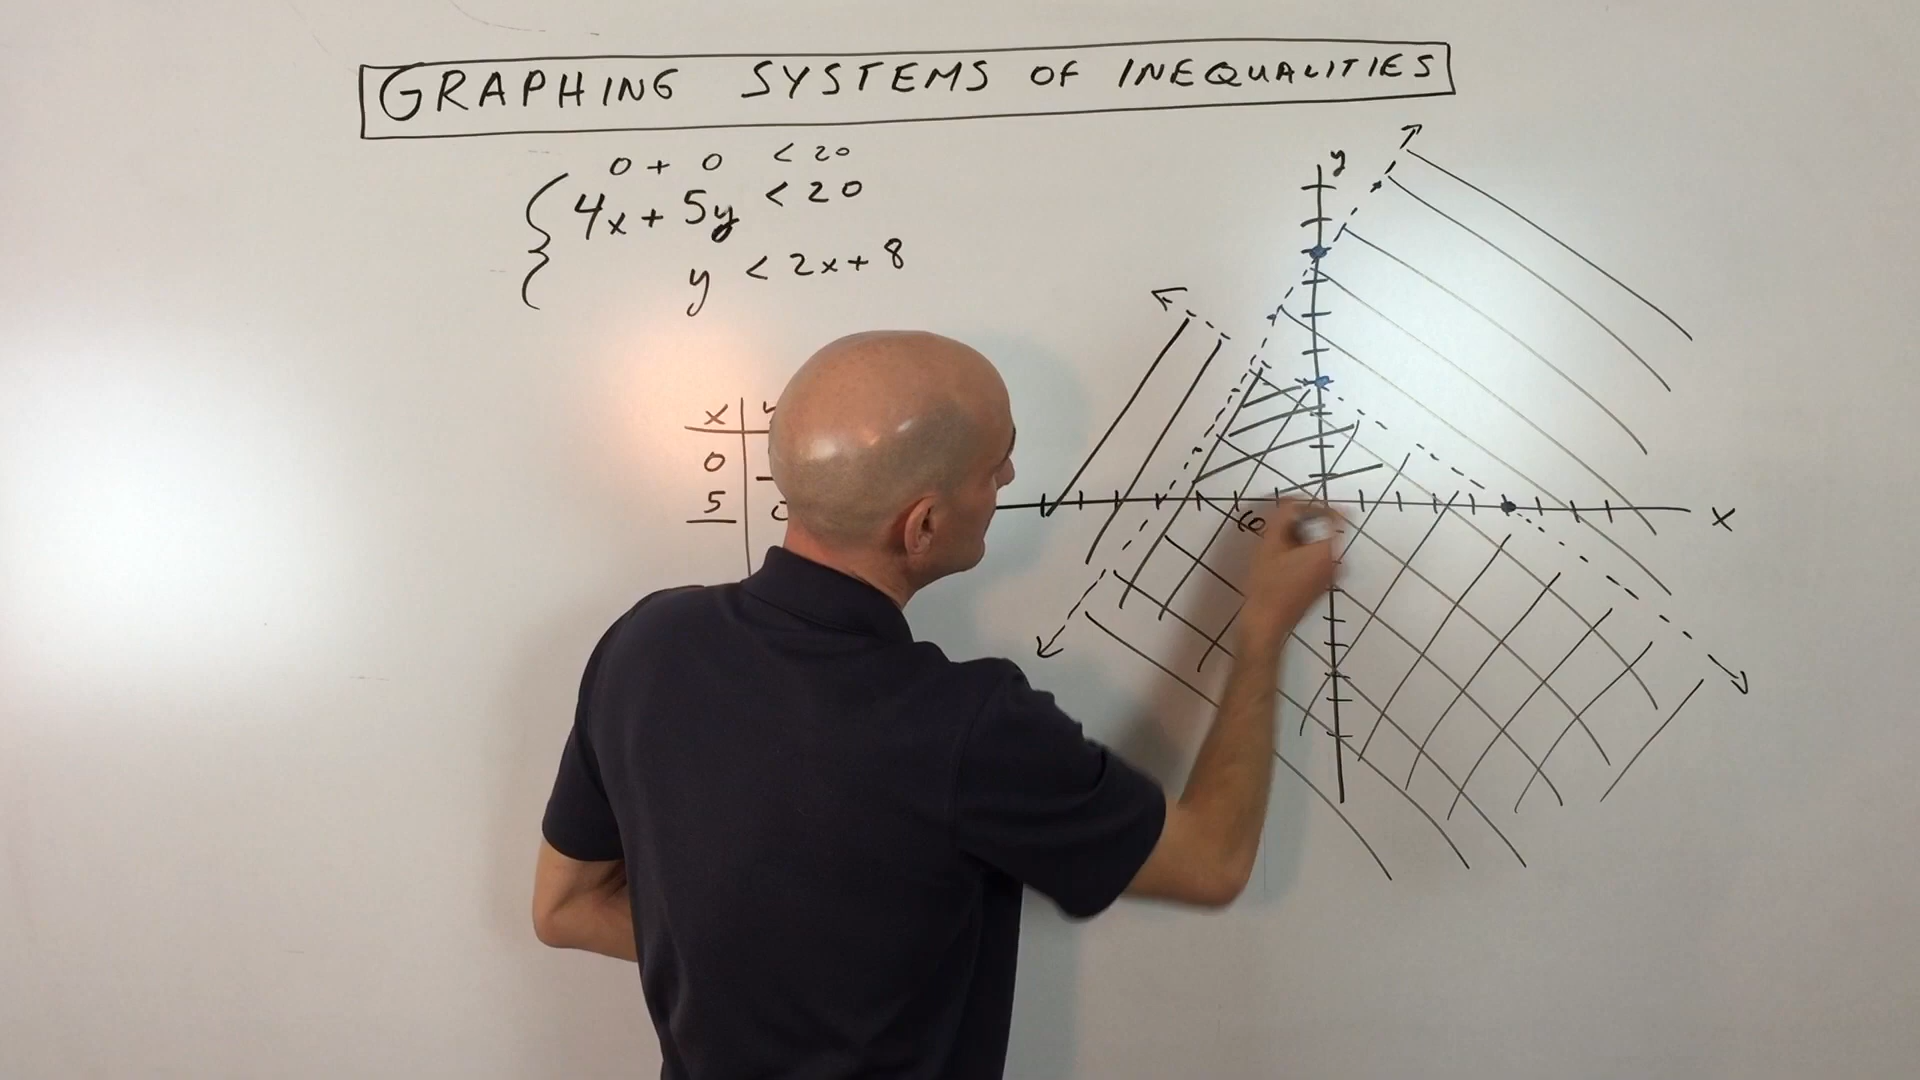 GRAPHING SYSTEMS OF INEQUALITIES
0 + 0 < 20
4x + 5y < 20
y < 2x + 8
y
x
0
5
x